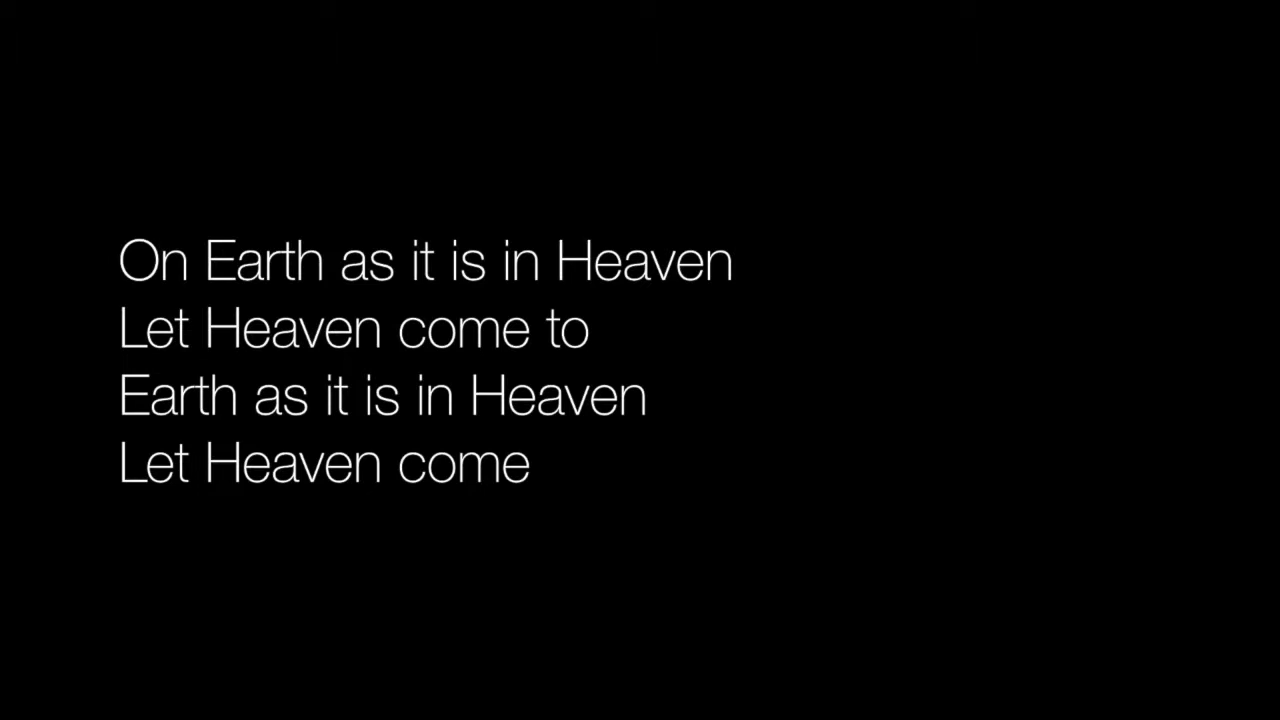 On Earth as it is in Heaven
Let Heaven come to
Earth as it is in Heaven
Let Heaven come